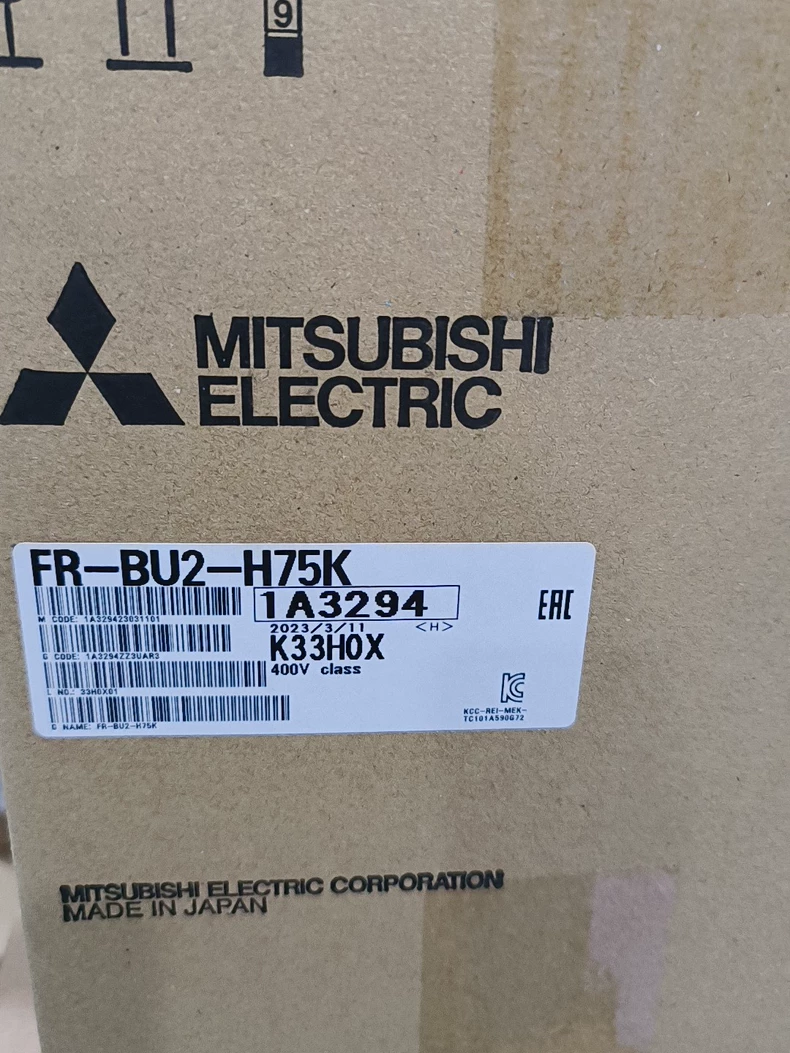 9
MITSUBISHI
ELECTRIC
FR-BU2-H75K
1A3294
M CODE: 1A329423031101
2023/3/11 <H>
K33H0X
G CODE: 1A3294ZZ3UAR3
400V class
L NO.: 33H0X01
G NAME: FR-BU2-H75K
EAC
KCC-REI-MEK-
TC101A590G72
MITSUBISHI ELECTRIC CORPORATION
MADE IN JAPAN